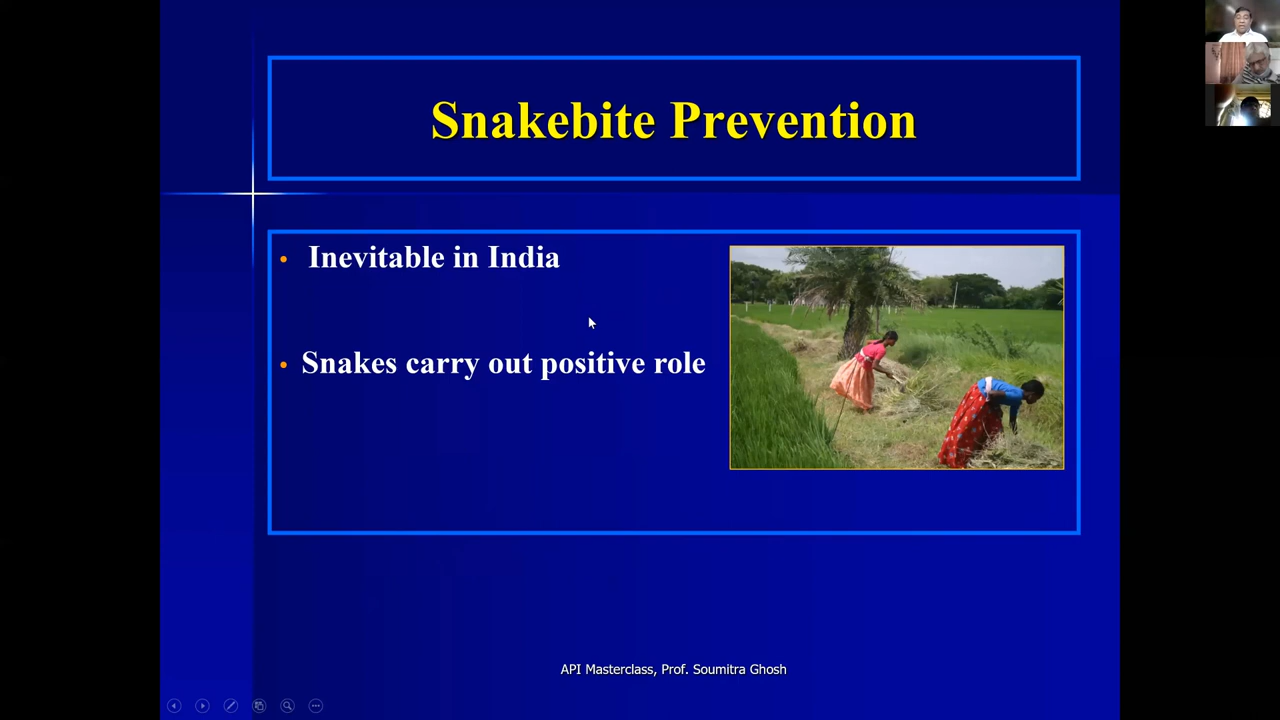 Snakebite Prevention
Inevitable in India
Snakes carry out positive role
API Masterclass, Prof. Soumitra Ghosh